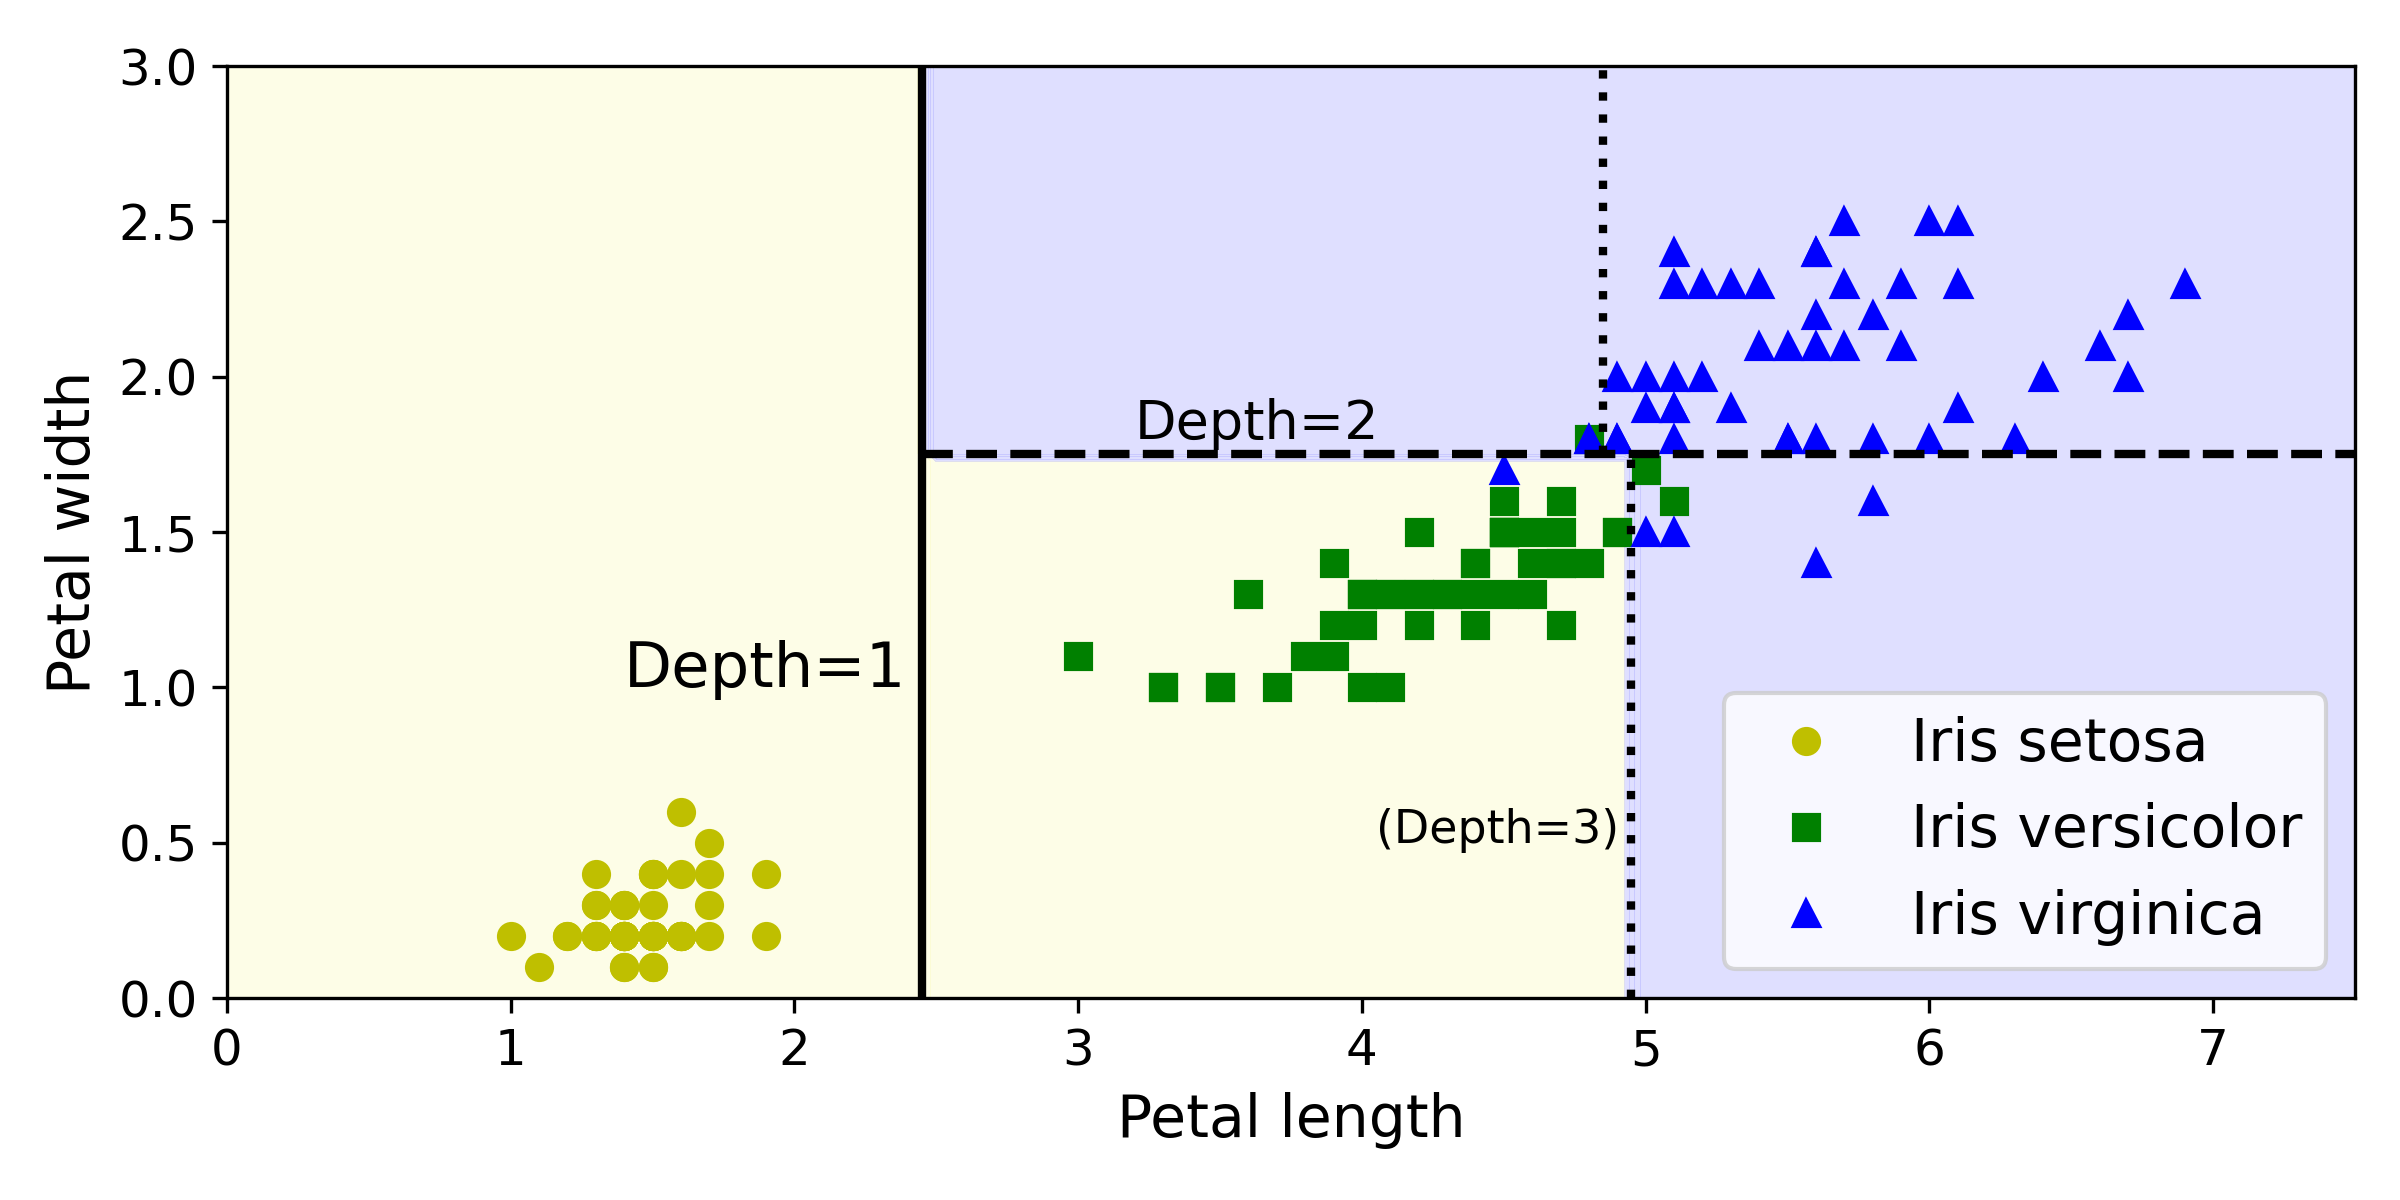 3.0
2.5
2.0
1.5
1.0
0.5
0.0
Petal width
Depth=2
Depth=1
(Depth=3)
Iris setosa
Iris versicolor
Iris virginica
0 1 2 3 4 5 6 7
Petal length